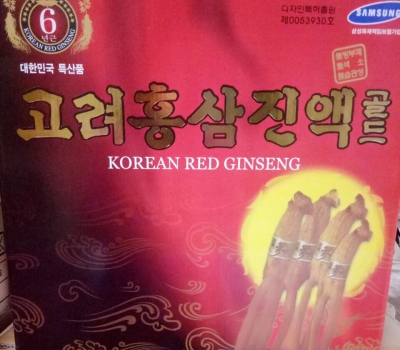 6
년근
KOREAN RED GINSENG
대한민국 특산품
디자인특허출원
제0053930호
SAMSUNG
고려홍삼진액골드
KOREAN RED GINSENG